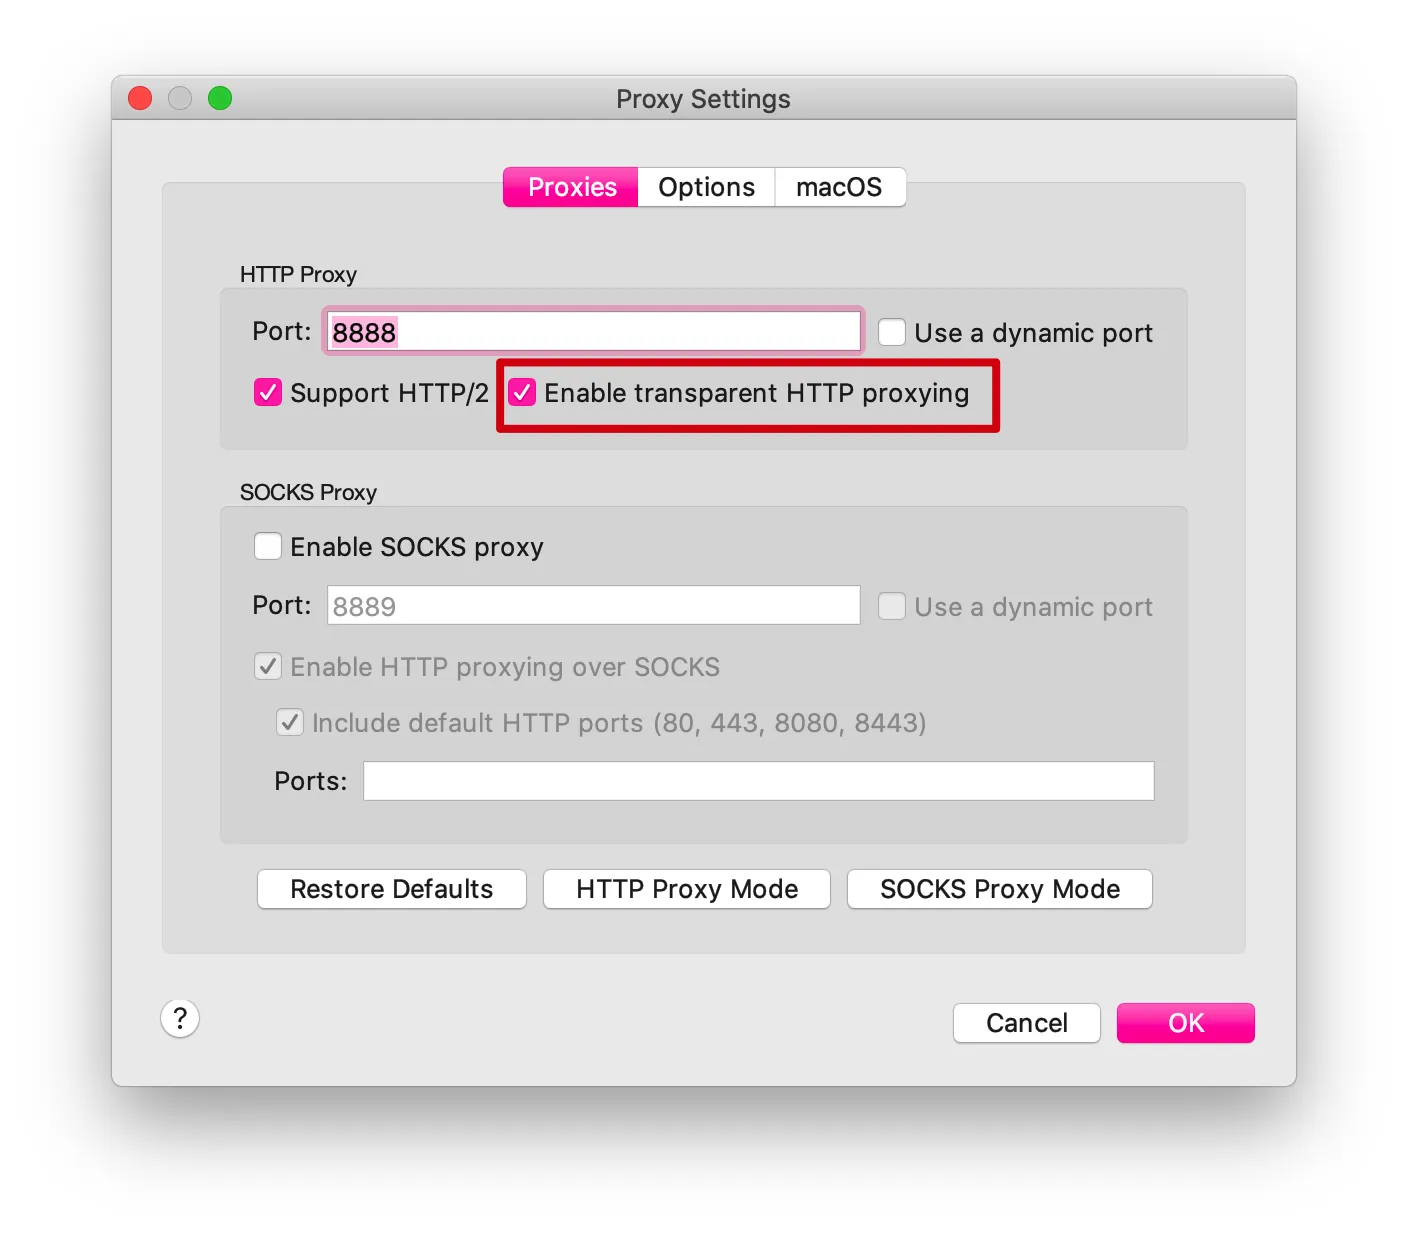 Proxy Settings
Proxies Options macOS
HTTP Proxy
Port: 8888 Use a dynamic port
Support HTTP/2 Enable transparent HTTP proxying
SOCKS Proxy
Enable SOCKS proxy
Port: 8889 Use a dynamic port
Enable HTTP proxying over SOCKS
Include default HTTP ports (80, 443, 8080, 8443)
Ports:
Restore Defaults HTTP Proxy Mode SOCKS Proxy Mode
? Cancel OK